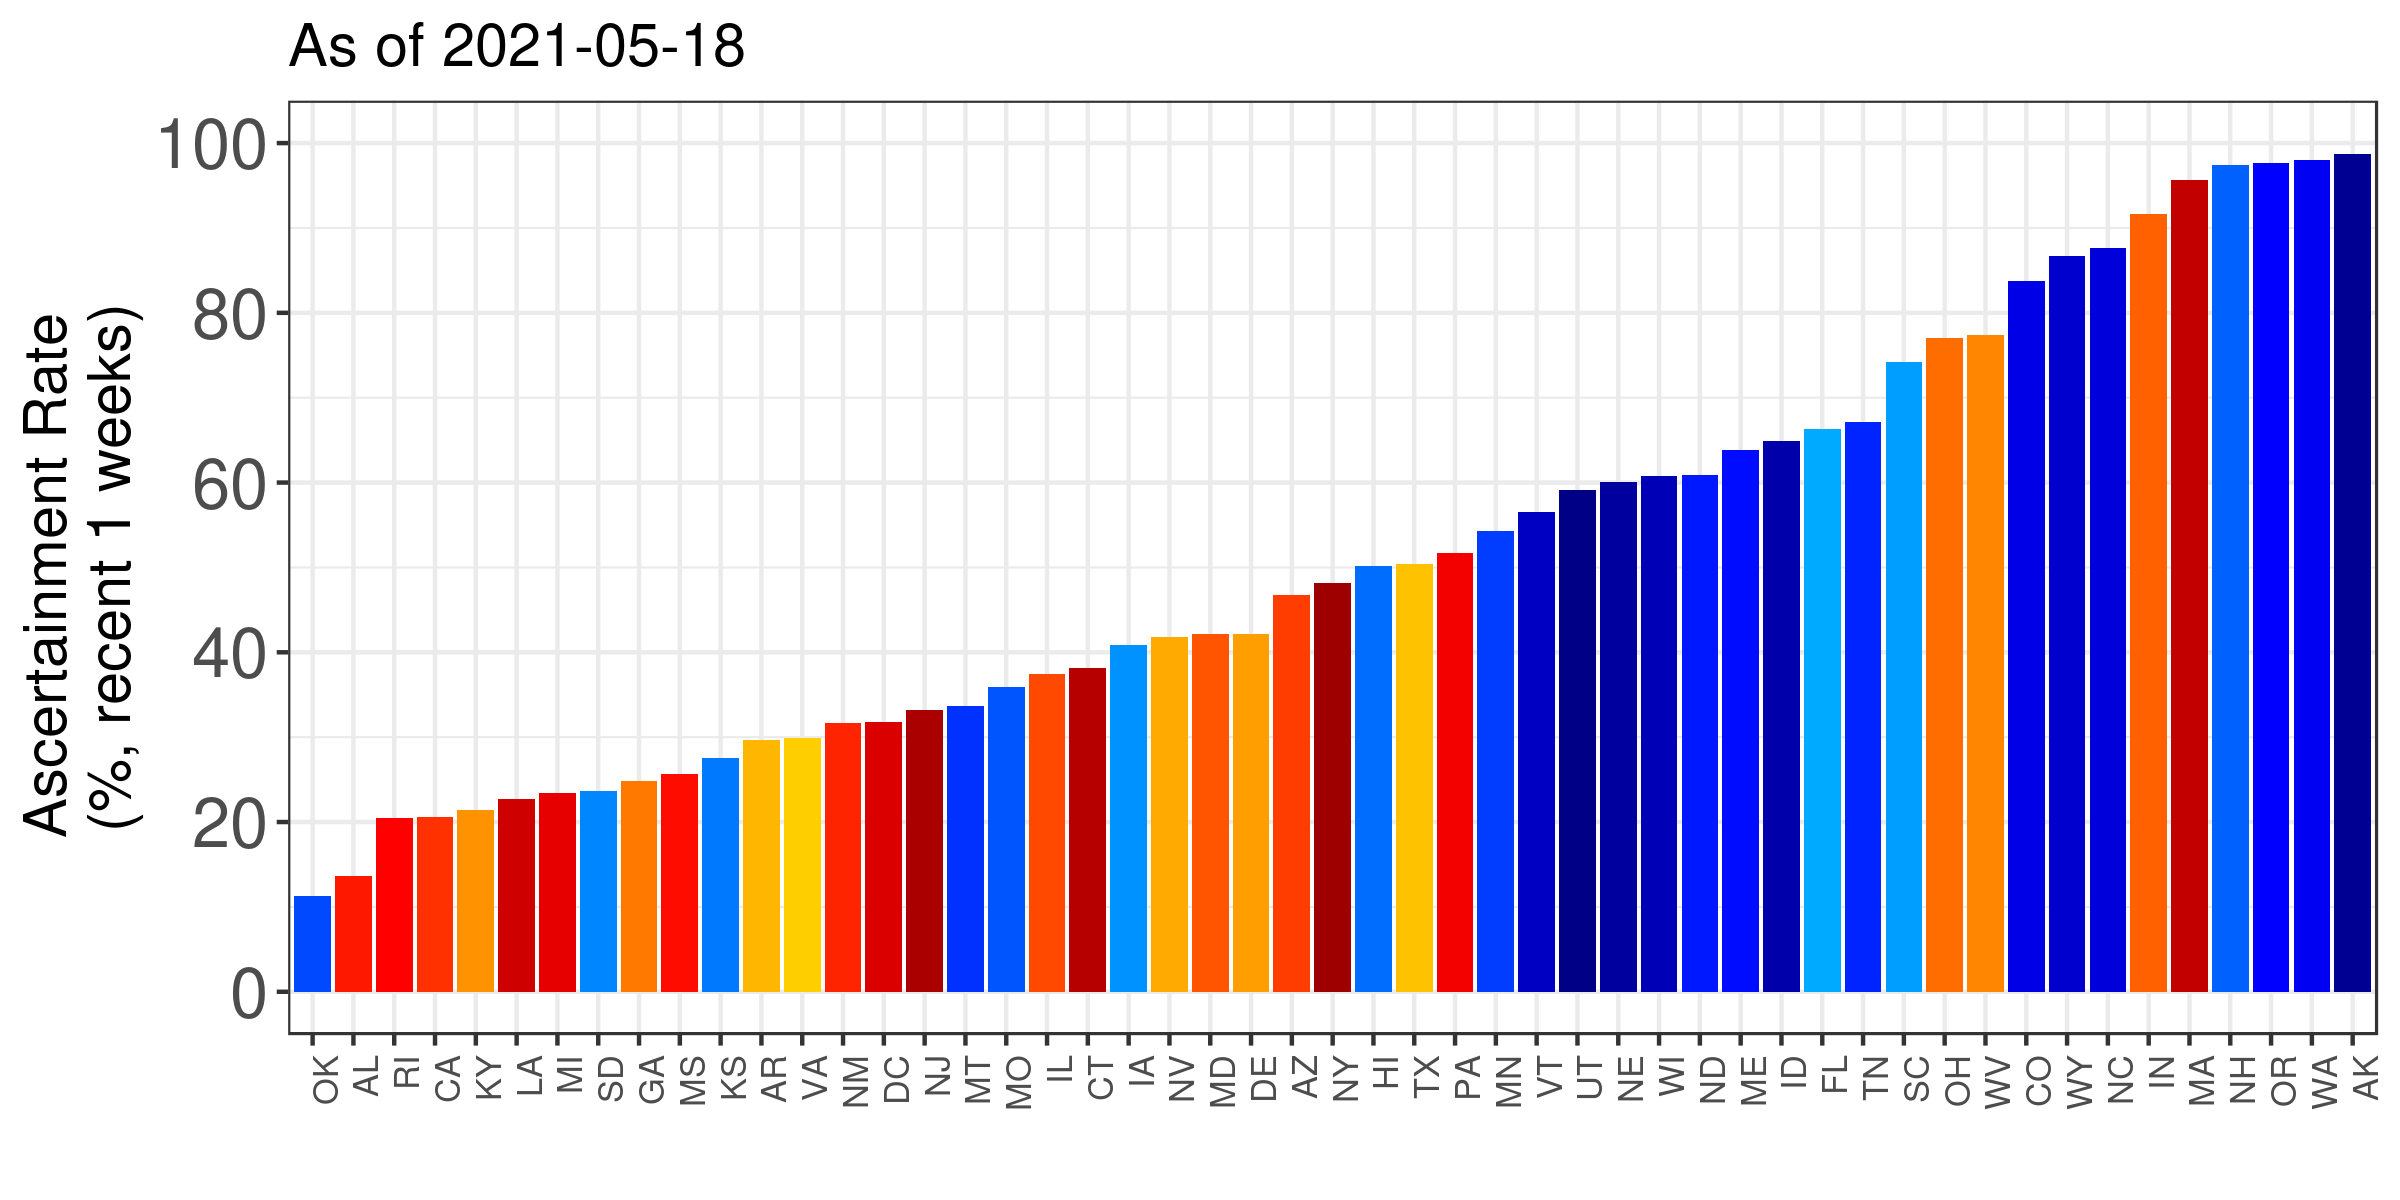 As of 2021-05-18
Ascertainment Rate
(%, recent 1 weeks)
100
80
60
40
20
0
OK AL RI CA KY LA MI SD GA MS KS AR VA NM DC NJ MT MO IL CT IA NV MD DE AZ NY HI TX PA MN VT UT NE WI ND ME ID FL TN SC OH WV CO WY NC IN MA NH OR WA AK